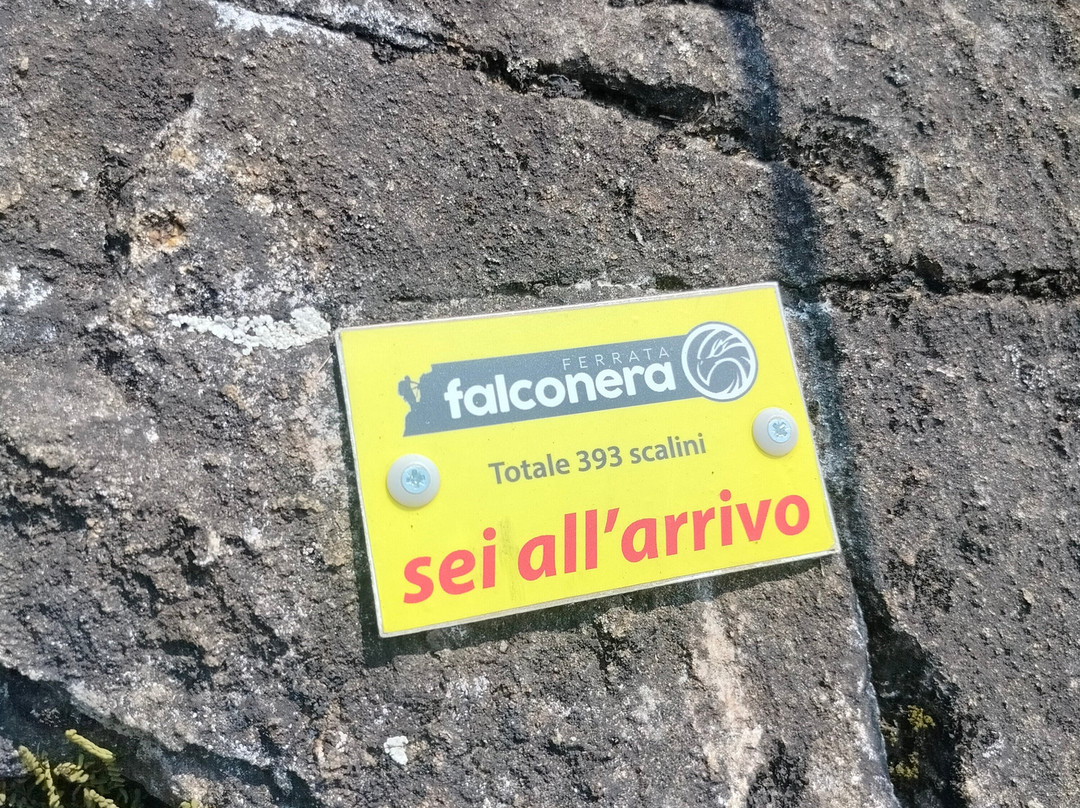 FERRATA
falconera
Totale 393 scalini
sei all'arrivo